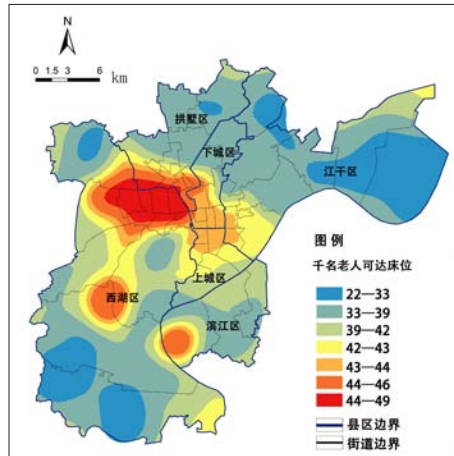 N
0 1.5 3 6
km
拱墅区
下城区
江干区
上城区
西湖区
滨江区
图 例
千名老人可达床位
22—33
33—39
39—42
42—43
43—44
44—46
44—49
县区边界
街道边界